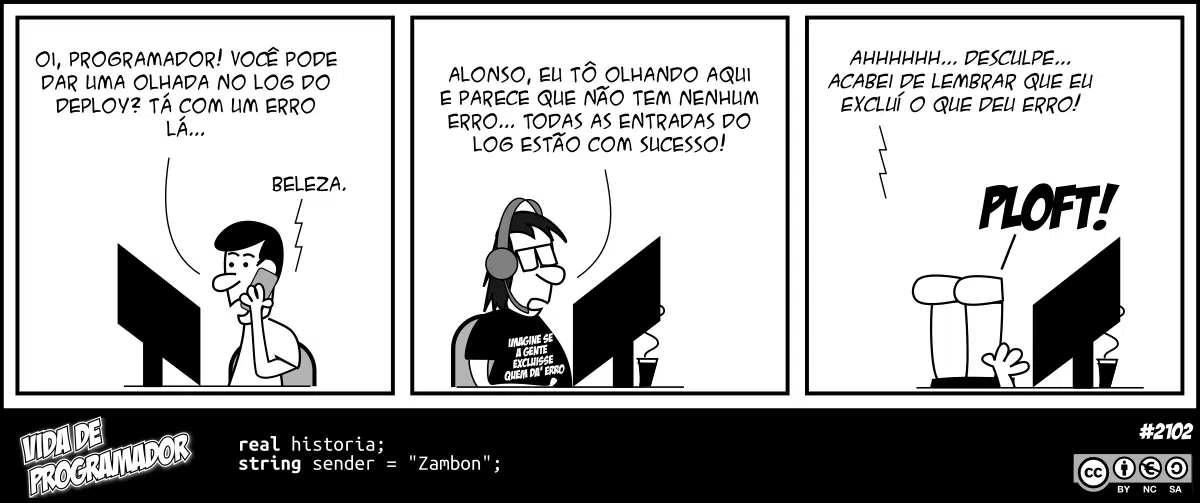 OI, PROGRAMADOR! VOCÊ PODE
DAR UMA OLHADA NO LOG DO
DEPLOY? TÁ COM UM ERRO
LÁ...
BELEZA.
ALONSO, EU TÔ OLHANDO AQUI
E PARECE QUE NÃO TEM NENHUM
ERRO... TODAS AS ENTRADAS DO
LOG ESTÃO COM SUCESSO!
IMAGINE SE
A GENTE
EXCLUISSE
QUEM DA' ERRO
AHHHHHH... DESCULPE...
ACABEI DE LEMBRAR QUE EU
EXCLUÍ O QUE DEU ERRO!
PLOFT!
VIDA DE
PROGRAMADOR
real historia;
string sender = "Zambon";
#2102
cc
BY NC SA